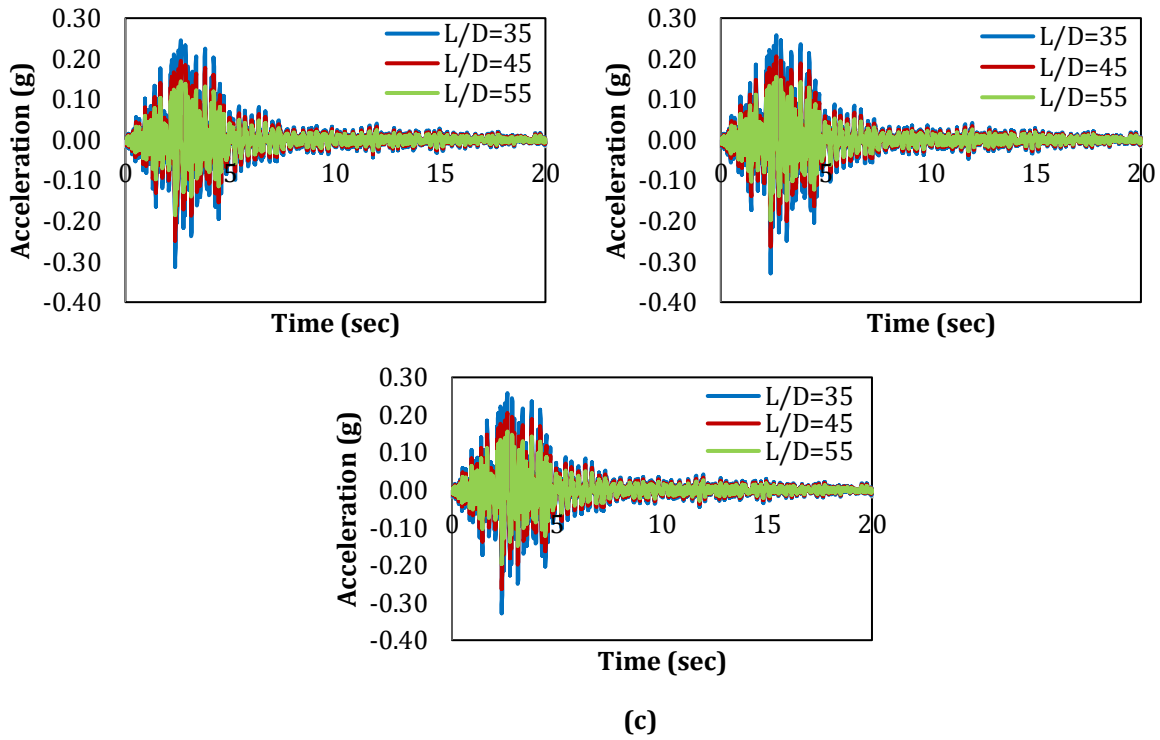 0.30
0.20
0.10
0.00
-0.10
-0.20
-0.30
-0.40
0 5 10 15 20
Acceleration (g)
Time (sec)
L/D=35
L/D=45
L/D=55
0.30
0.20
0.10
0.00
-0.10
-0.20
-0.30
-0.40
0 5 10 15 20
Acceleration (g)
Time (sec)
L/D=35
L/D=45
L/D=55
0.30
0.20
0.10
0.00
-0.10
-0.20
-0.30
-0.40
0 5 10 15 20
Acceleration (g)
Time (sec)
L/D=35
L/D=45
L/D=55
(c)